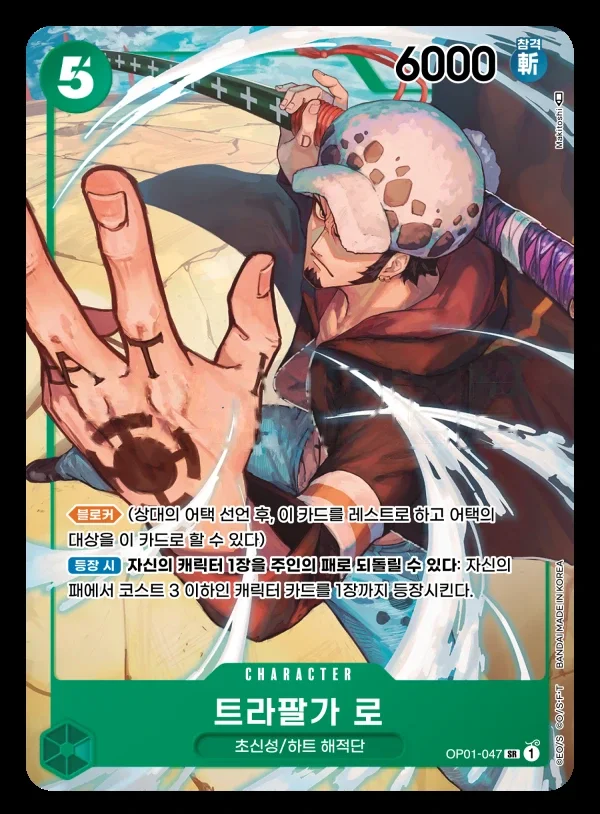 5
6000
참격
斬
Makitoshi
A T
블로커 (상대의 어택 선언 후, 이 카드를 레스트로 하고 어택의
대상을 이 카드로 할 수 있다)
등장 시 자신의 캐릭터 1장을 주인의 패로 되돌릴 수 있다: 자신의
패에서 코스트 3 이하인 캐릭터 카드를 1장까지 등장시킨다.
CHARACTER
트라팔가 로
초신성/하트 해적단
OP01-047 SR 1
©EO/S ©O/S·F·T BANDAI MADE IN KOREA